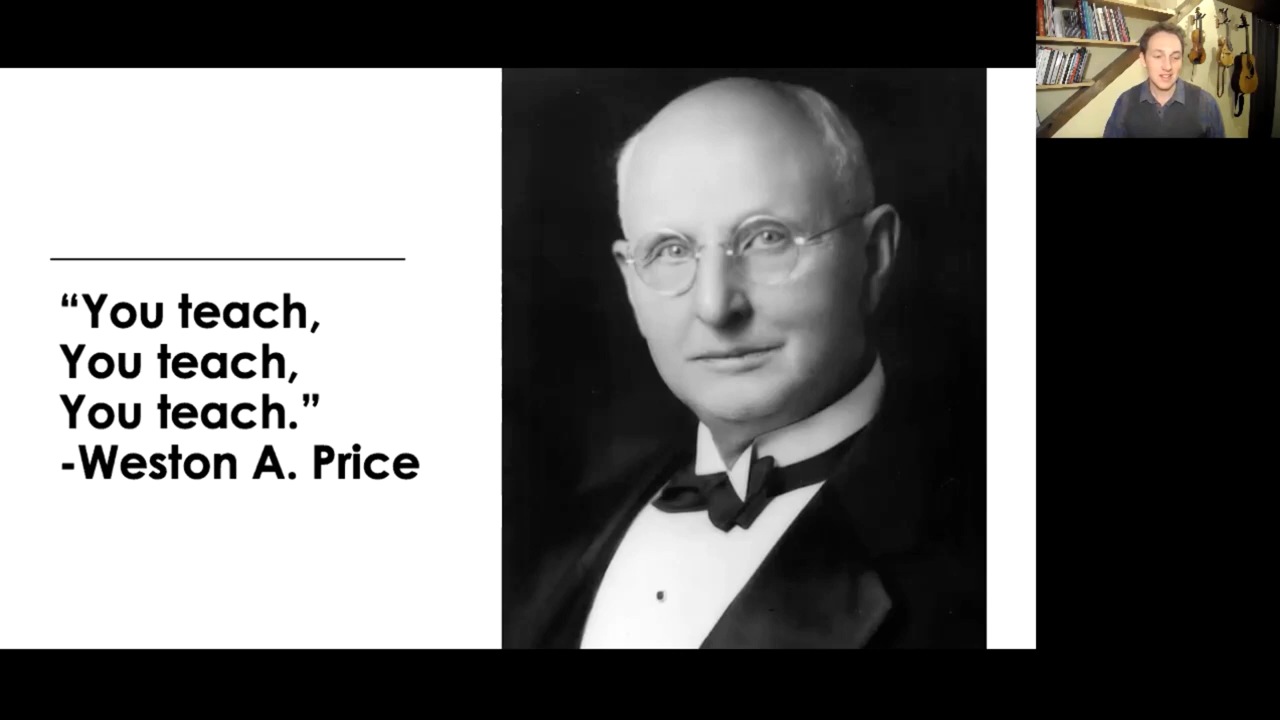 “You teach,
You teach,
You teach.”
-Weston A. Price